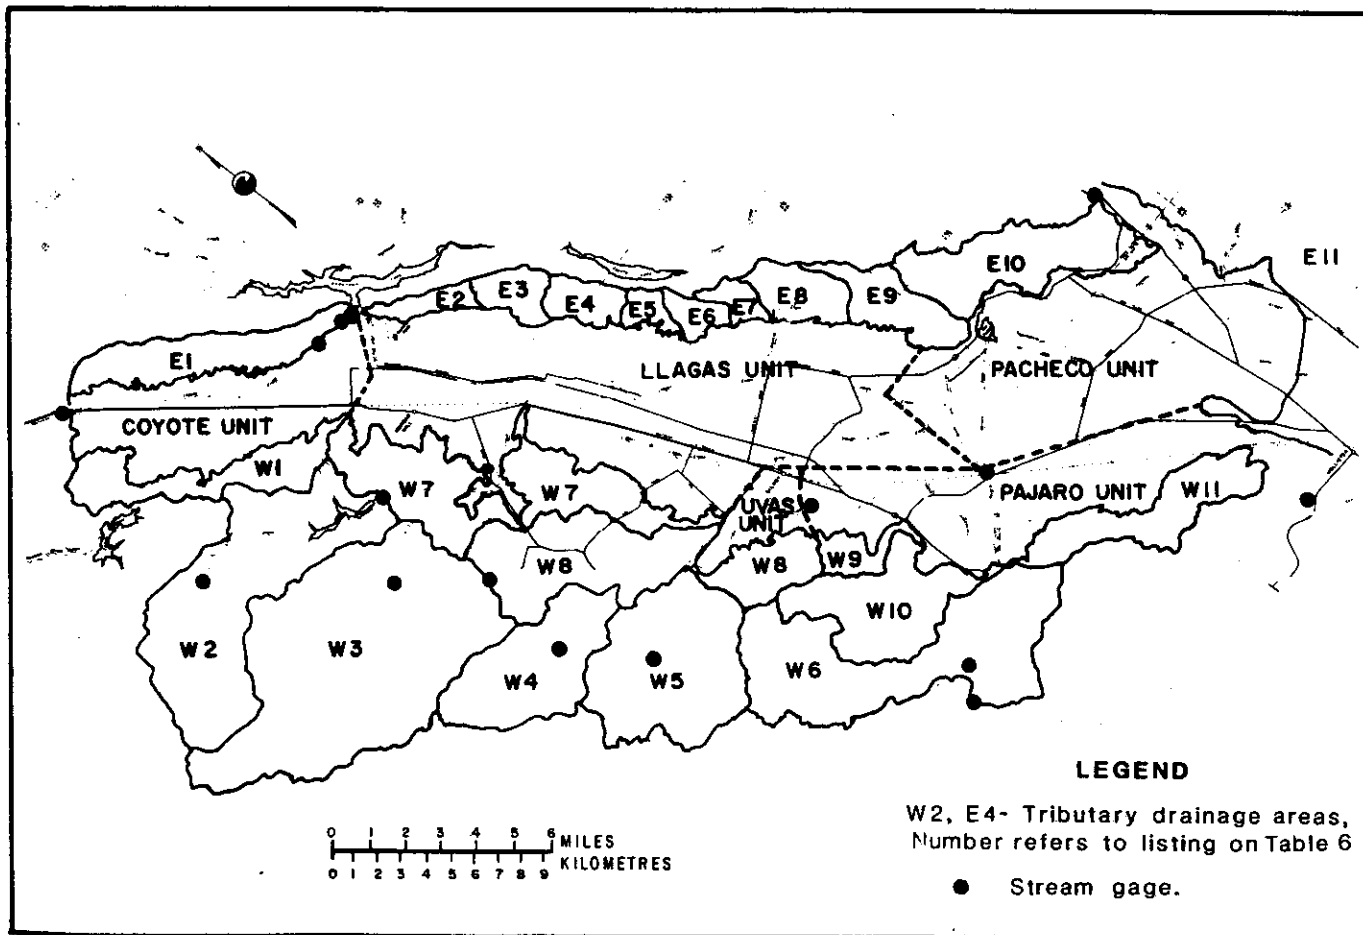 E11
E10
E3
E2
E4
E5
E6
E7
E8
E9
E1
LLAGAS UNIT
PACHECO UNIT
COYOTE UNIT
W1
W7
W7
UVAS
UNIT
PAJARO UNIT
W11
W8
W8
W9
W10
W2
W3
W4
W5
W6
LEGEND
W2, E4- Tributary drainage areas,
Number refers to listing on Table 6
Stream gage.
0 1 2 3 4 5 6 MILES
KILOMETRES
0 1 2 3 4 5 6 7 8 9